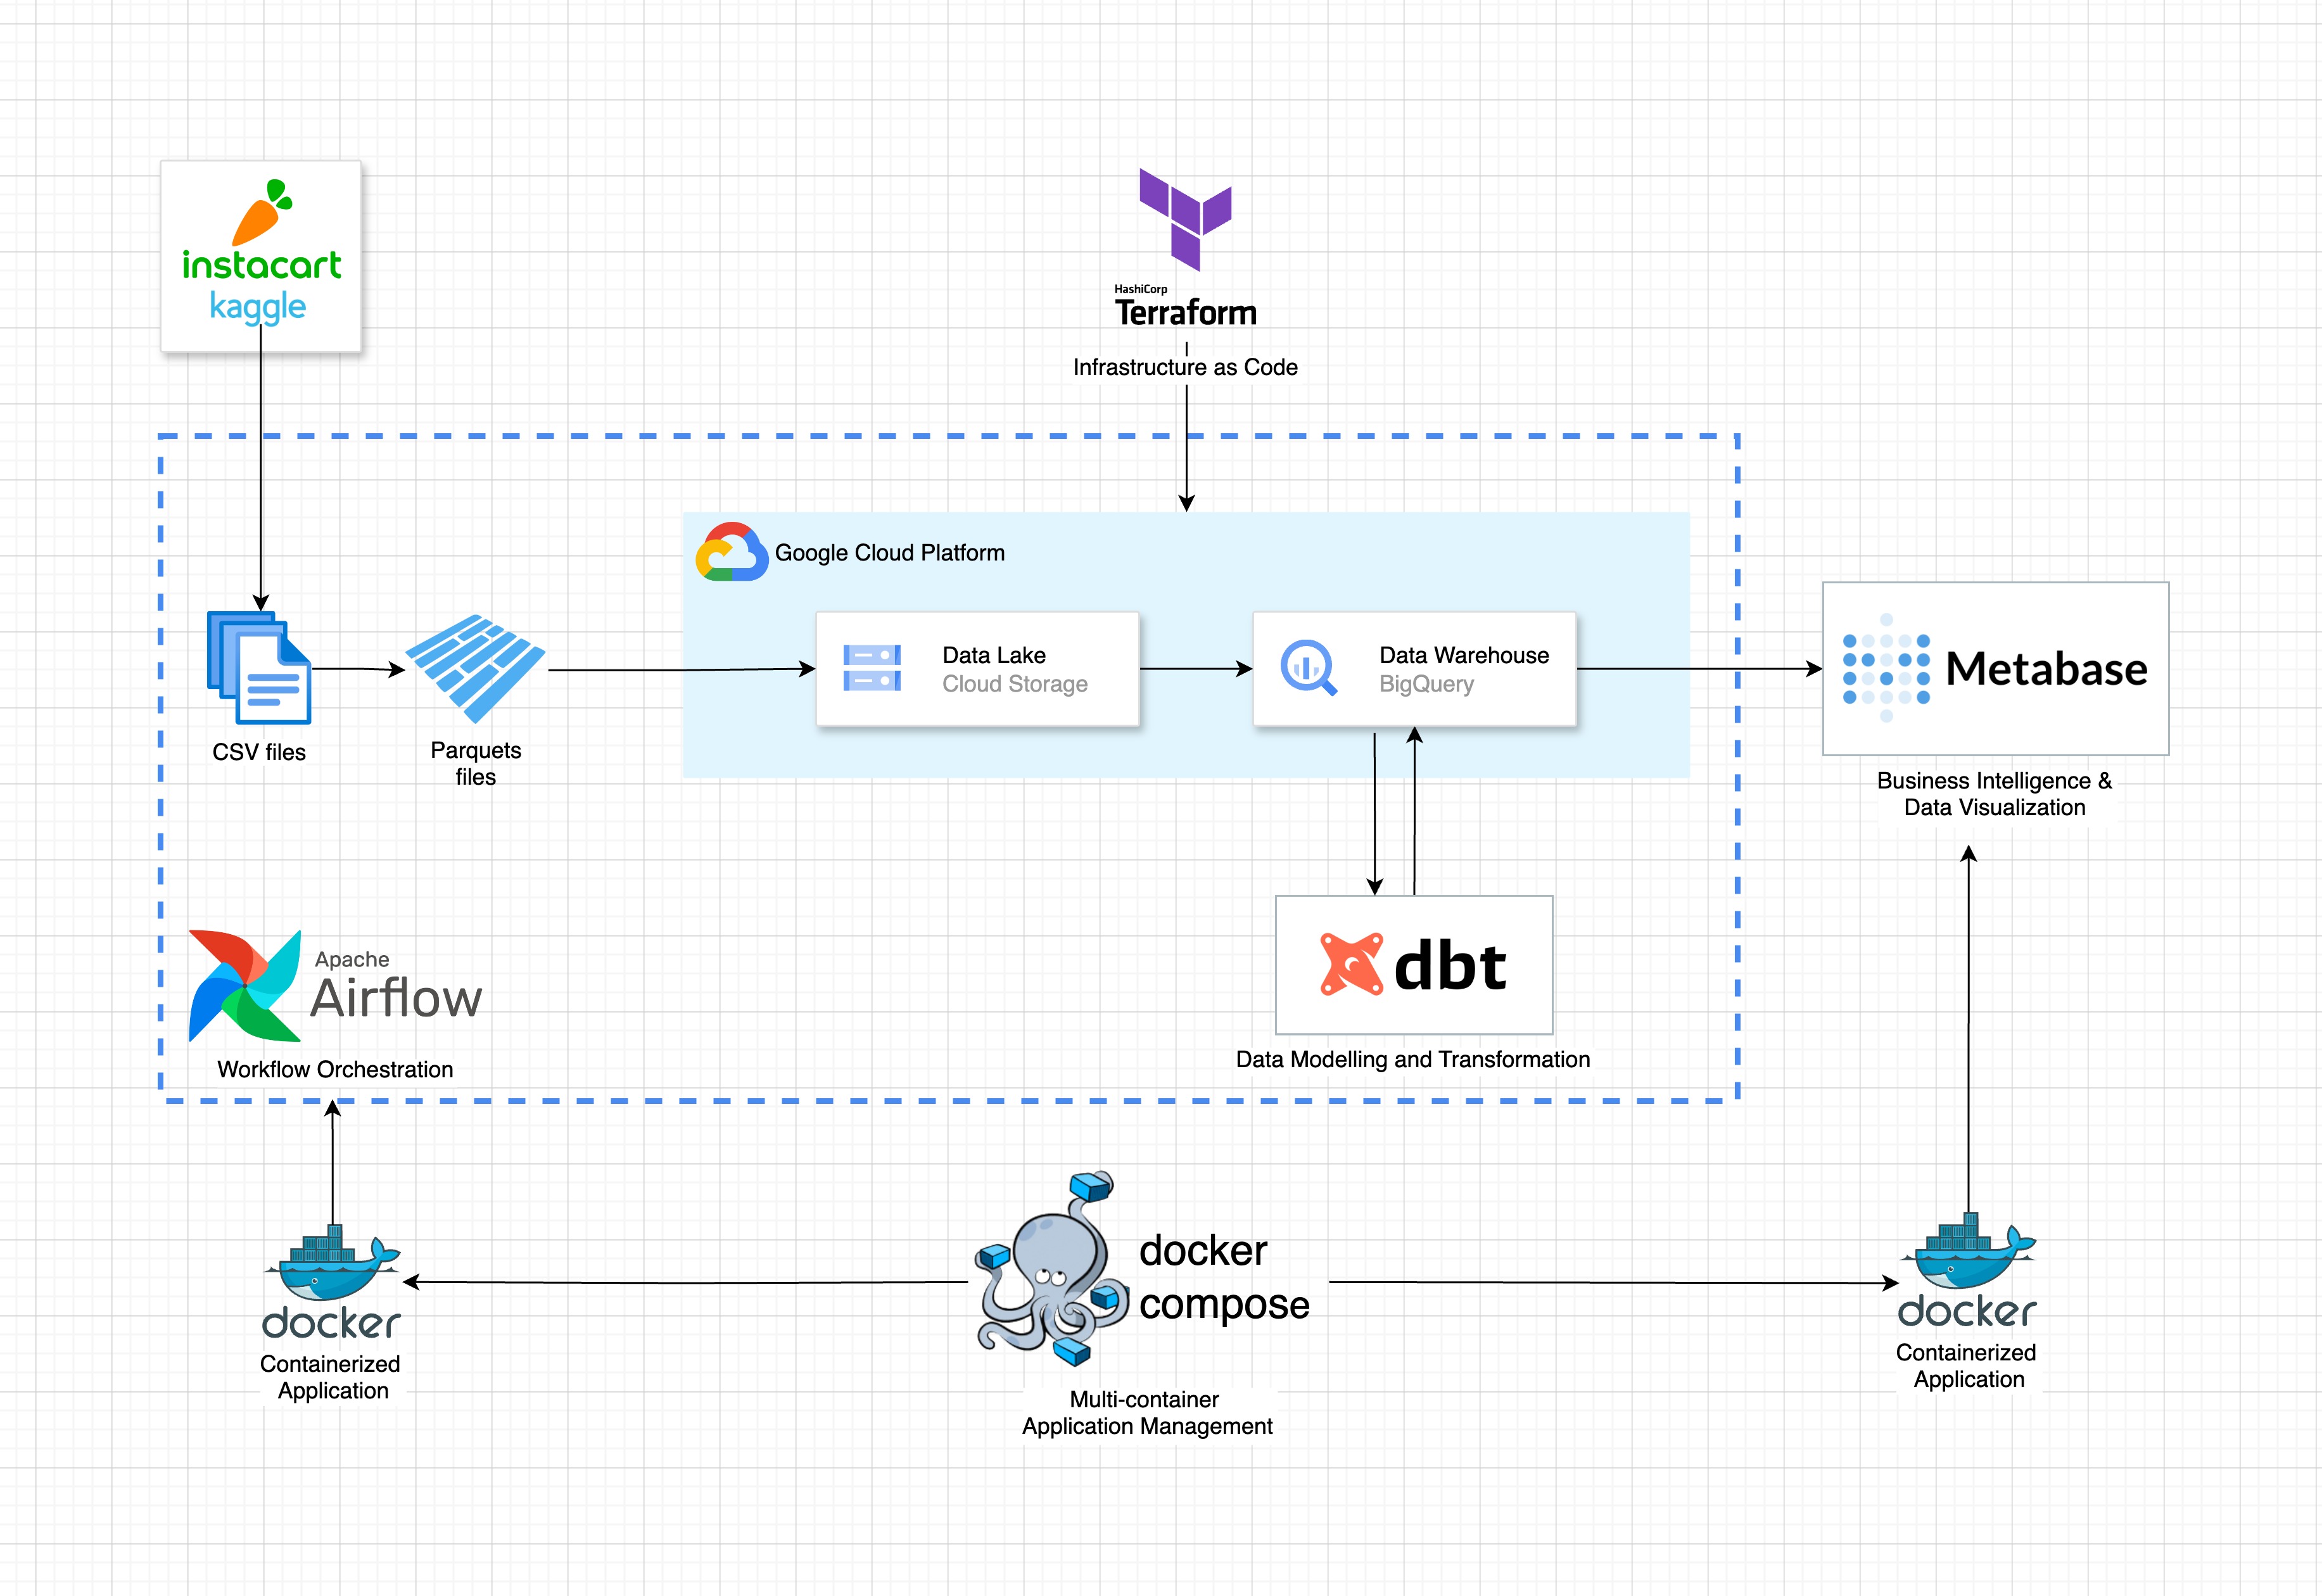 instacart
kaggle
HashiCorp
Terraform
Infrastructure as Code
Google Cloud Platform
Data Lake
Cloud Storage
Data Warehouse
BigQuery
Metabase
CSV files
Parquets
files
Business Intelligence &
Data Visualization
Apache
Airflow
Workflow Orchestration
dbt
Data Modelling and Transformation
docker
Containerized
Application
docker
compose
Multi-container
Application Management
docker
Containerized
Application